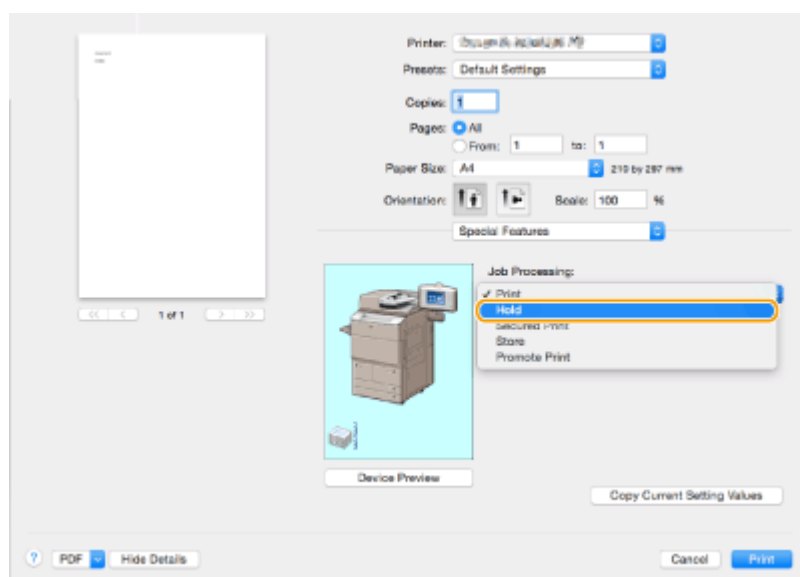 Printer:
Presets: Default Settings
Copies: 1
Pages: All
From: 1 to: 1
Paper Size: A4 210 by 297 mm
Orientation: Scale: 100 %
Special Features
<< < 1 of 1 > >>
Job Processing:
✓ Print
Hold
Secured Print
Store
Promote Print
Device Preview
Copy Current Setting Values
? PDF Hide Details Cancel Print